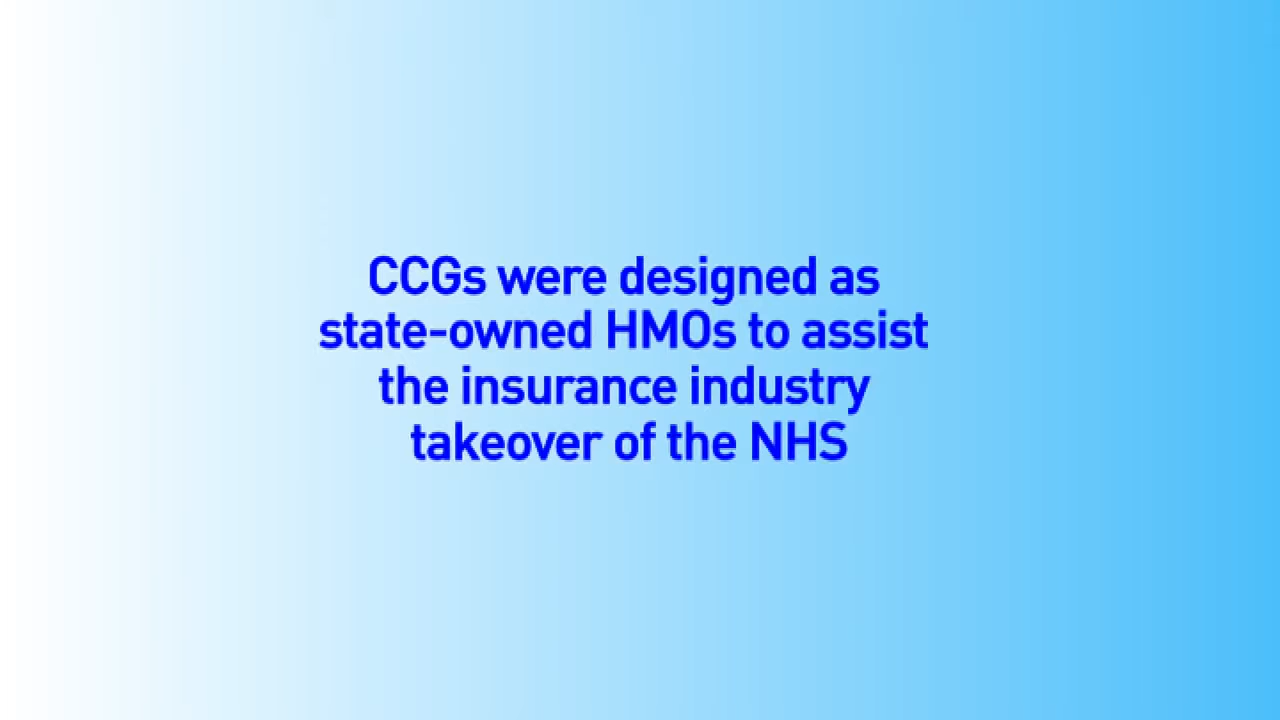 CCGs were designed as
state-owned HMOs to assist
the insurance industry
takeover of the NHS